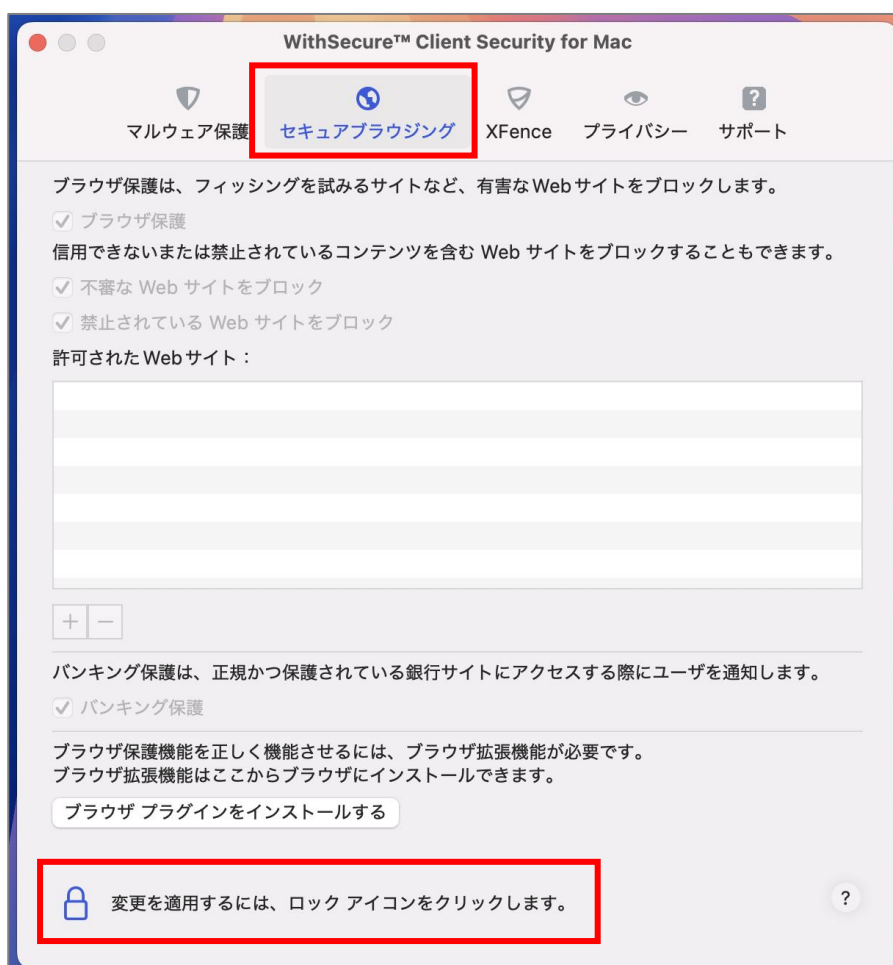 WithSecure™ Client Security for Mac
マルウェア保護 セキュアブラウジング XFence プライバシー サポート
ブラウザ保護は、フィッシングを試みるサイトなど、有害なWebサイトをブロックします。
ブラウザ保護
信用できないまたは禁止されているコンテンツを含む Web サイトをブロックすることもできます。
不審な Web サイトをブロック
禁止されている Web サイトをブロック
許可されたWebサイト：
バンキング保護は、正規かつ保護されている銀行サイトにアクセスする際にユーザを通知します。
バンキング保護
ブラウザ保護機能を正しく機能させるには、ブラウザ拡張機能が必要です。
ブラウザ拡張機能はここからブラウザにインストールできます。
ブラウザ プラグインをインストールする
変更を適用するには、ロック アイコンをクリックします。 ?